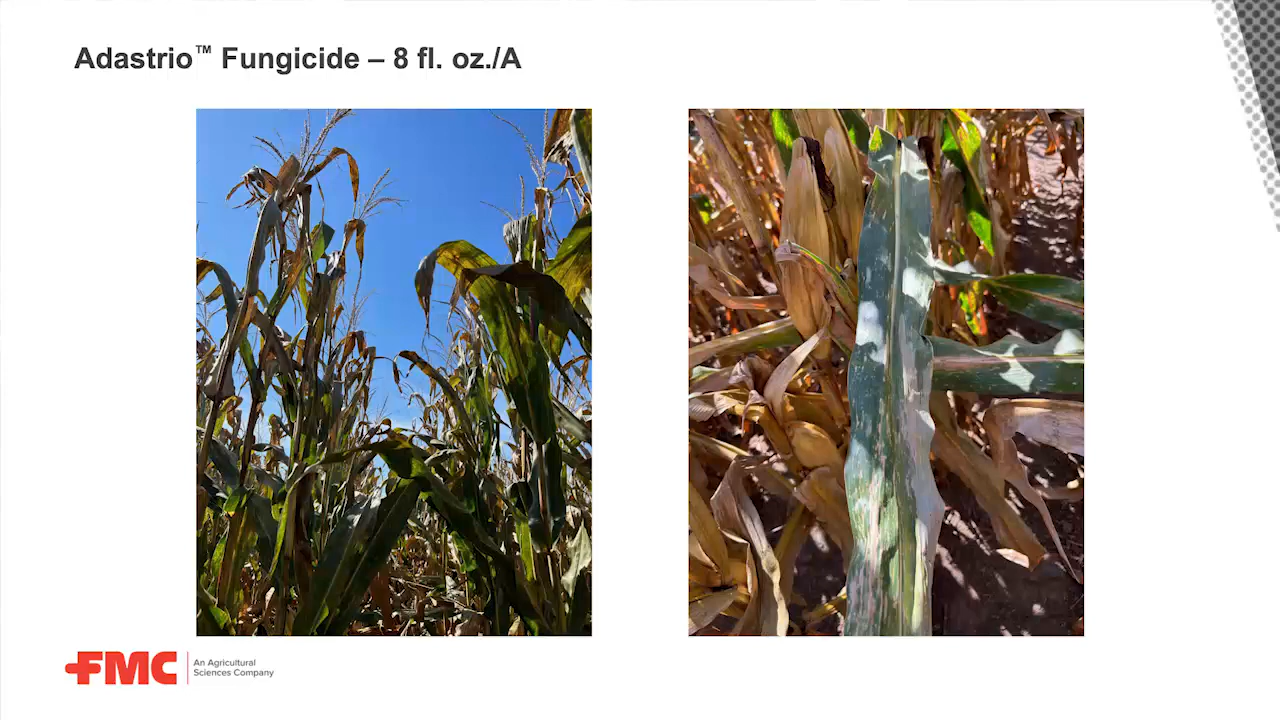 Adastrio™ Fungicide – 8 fl. oz./A
FMC
An Agricultural
Sciences Company